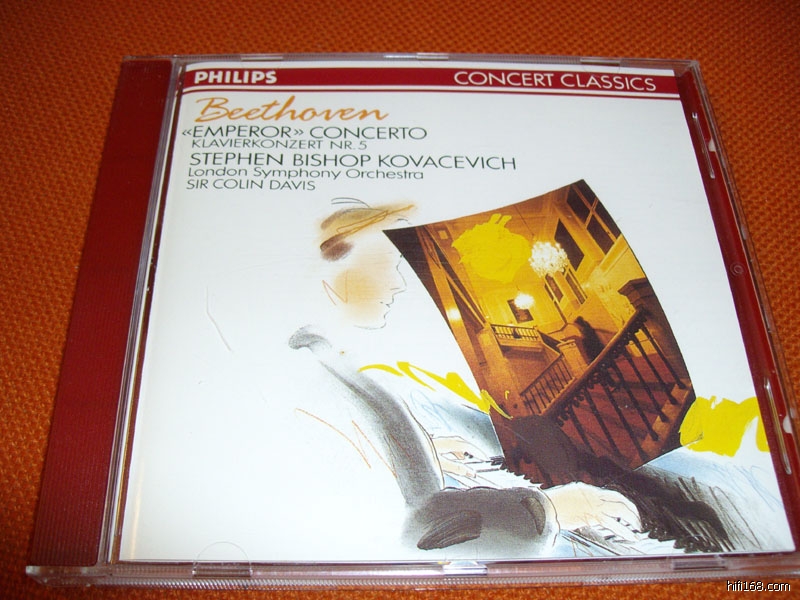 PHILIPS CONCERT CLASSICS
Beethoven
«EMPEROR» CONCERTO
KLAVIERKONZERT NR. 5
STEPHEN BISHOP KOVACEVICH
London Symphony Orchestra
SIR COLIN DAVIS
hifi168.com